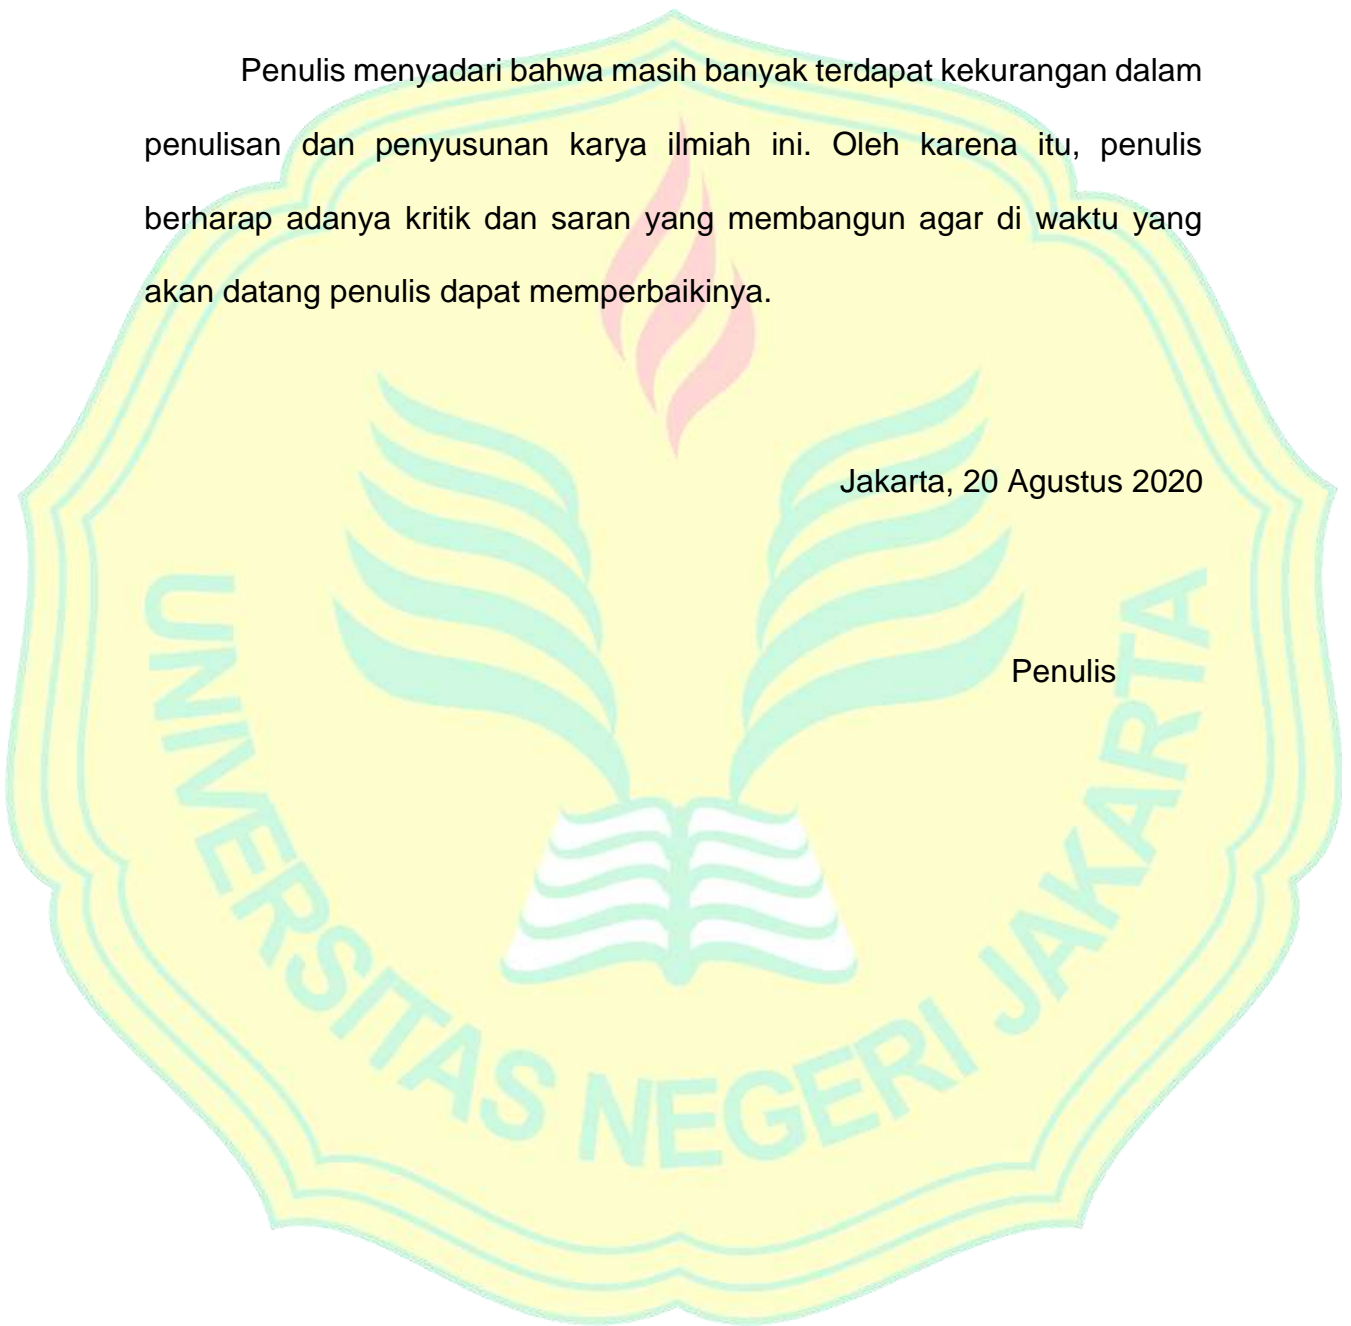 Penulis menyadari bahwa masih banyak terdapat kekurangan dalam
penulisan dan penyusunan karya ilmiah ini. Oleh karena itu, penulis
berharap adanya kritik dan saran yang membangun agar di waktu yang
akan datang penulis dapat memperbaikinya.
Jakarta, 20 Agustus 2020
Penulis
UNIVERSITAS NEGERI JAKARTA